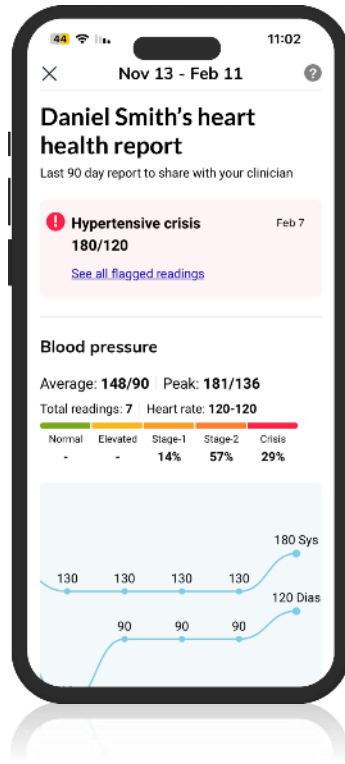 44 11:02
Nov 13 - Feb 11 ?
Daniel Smith's heart
health report
Last 90 day report to share with your clinician
! Hypertensive crisis Feb 7
180/120
See all flagged readings
Blood pressure
Average: 148/90 Peak: 181/136
Total readings: 7 Heart rate: 120-120
Normal Elevated Stage-1 Stage-2 Crisis
- - 14% 57% 29%
180 Sys
130 130 130 130
120 Dias
90 90 90